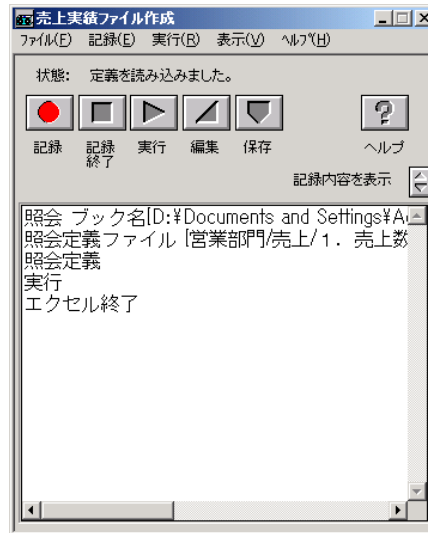 売上実績ファイル作成
ファイル(F) 記録(E) 実行(R) 表示(V) ヘルプ(H)
状態: 定義を読み込みました。
記録 記録終了 実行 編集 保存 ヘルプ
記録内容を表示
照会 ブック名[D:¥Documents and Settings¥A
照会定義ファイル [営業部門/売上/1. 売上数
照会定義
実行
エクセル終了